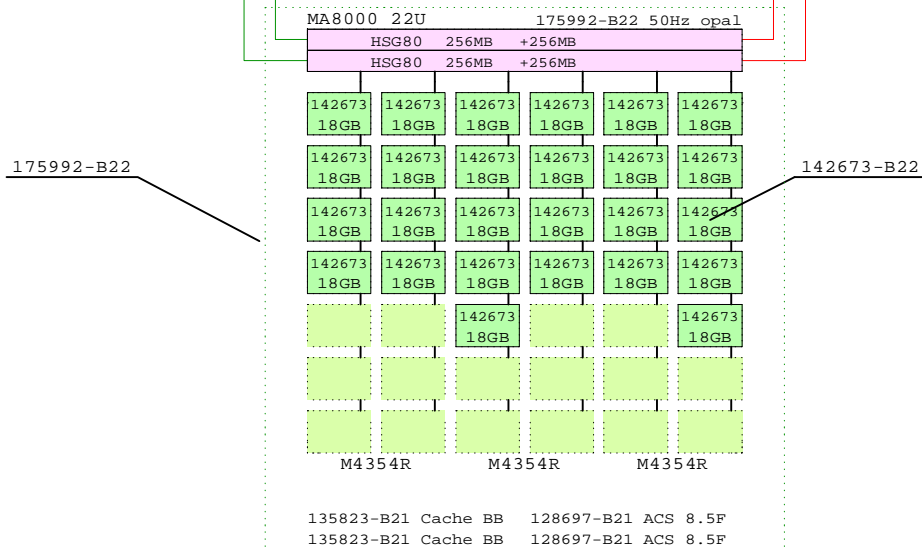 MA8000 22U 175992-B22 50Hz opal
HSG80 256MB +256MB
HSG80 256MB +256MB
142673 142673 142673 142673 142673 142673
18GB 18GB 18GB 18GB 18GB 18GB
175992-B22
142673-B22
142673 142673 142673 142673 142673 142673
18GB 18GB 18GB 18GB 18GB 18GB
142673 142673 142673 142673 142673 142673
18GB 18GB 18GB 18GB 18GB 18GB
142673 142673 142673 142673 142673 142673
18GB 18GB 18GB 18GB 18GB 18GB
142673 142673
18GB 18GB
M4354R M4354R M4354R
135823-B21 Cache BB 128697-B21 ACS 8.5F
135823-B21 Cache BB 128697-B21 ACS 8.5F